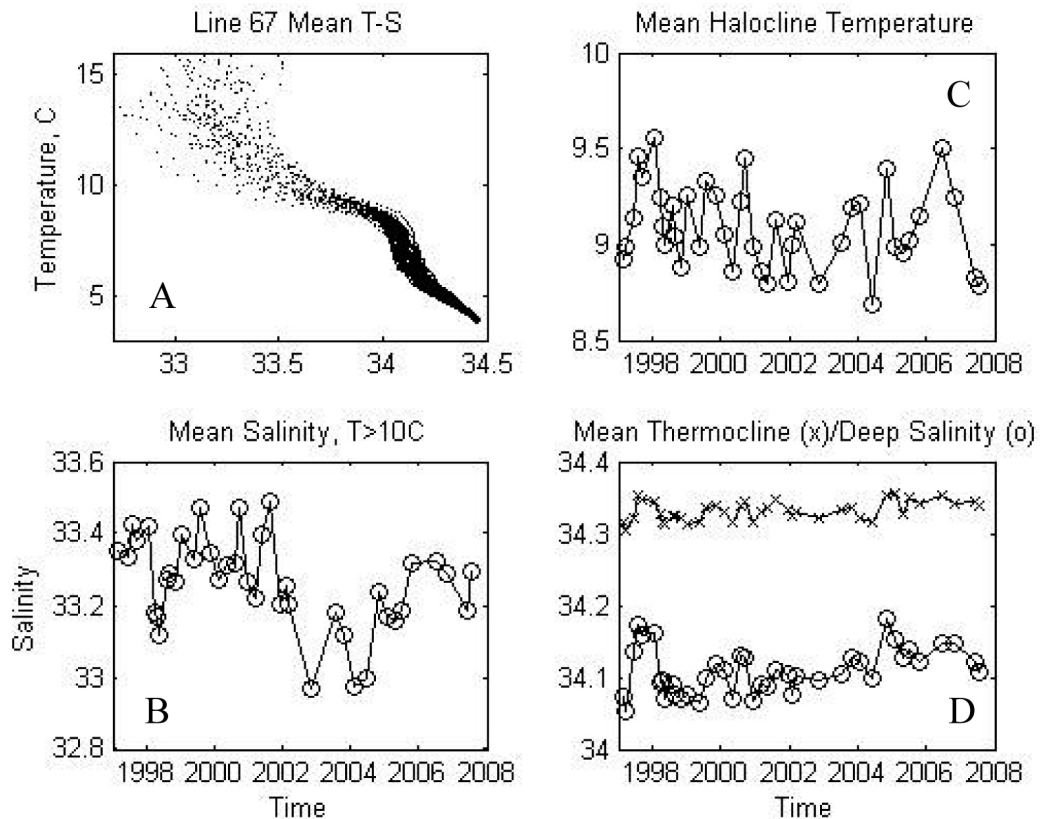 Line 67 Mean T-S
Temperature, C
15
10
5
33
34
34.5
A
Mean Halocline Temperature
10
9.5
9
8.5
1998 2000 2002 2004 2006 2008
C
Mean Salinity, T>10C
Salinity
33.6
33.4
33.2
33
32.8
1998 2000 2002 2004 2006 2008
Time
B
Mean Thermocline (x)/Deep Salinity (o)
34.4
34.3
34.2
34.1
34
1998 2000 2002 2004 2006 2008
Time
D